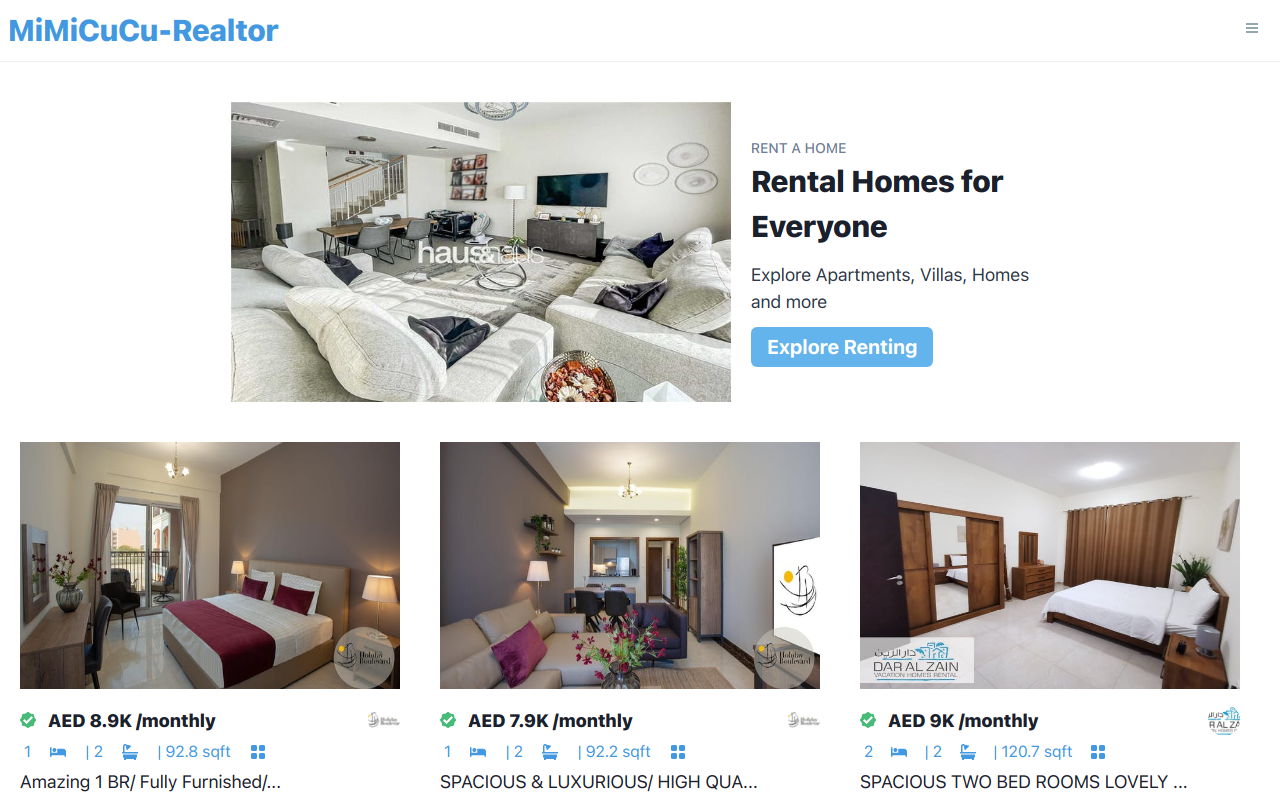 MiMiCuCu-Realtor
haus&haus
RENT A HOME
Rental Homes for
Everyone
Explore Apartments, Villas, Homes
and more
Explore Renting
Holiday
Boulevard
Holiday
Boulevard
دار الزين
DAR AL ZAIN
VACATION HOMES RENTAL
AED 8.9K /monthly
1 | 2 | 92.8 sqft
Amazing 1 BR/ Fully Furnished/...
AED 7.9K /monthly
1 | 2 | 92.2 sqft
SPACIOUS & LUXURIOUS/ HIGH QUA...
AED 9K /monthly
2 | 2 | 120.7 sqft
SPACIOUS TWO BED ROOMS LOVELY ...